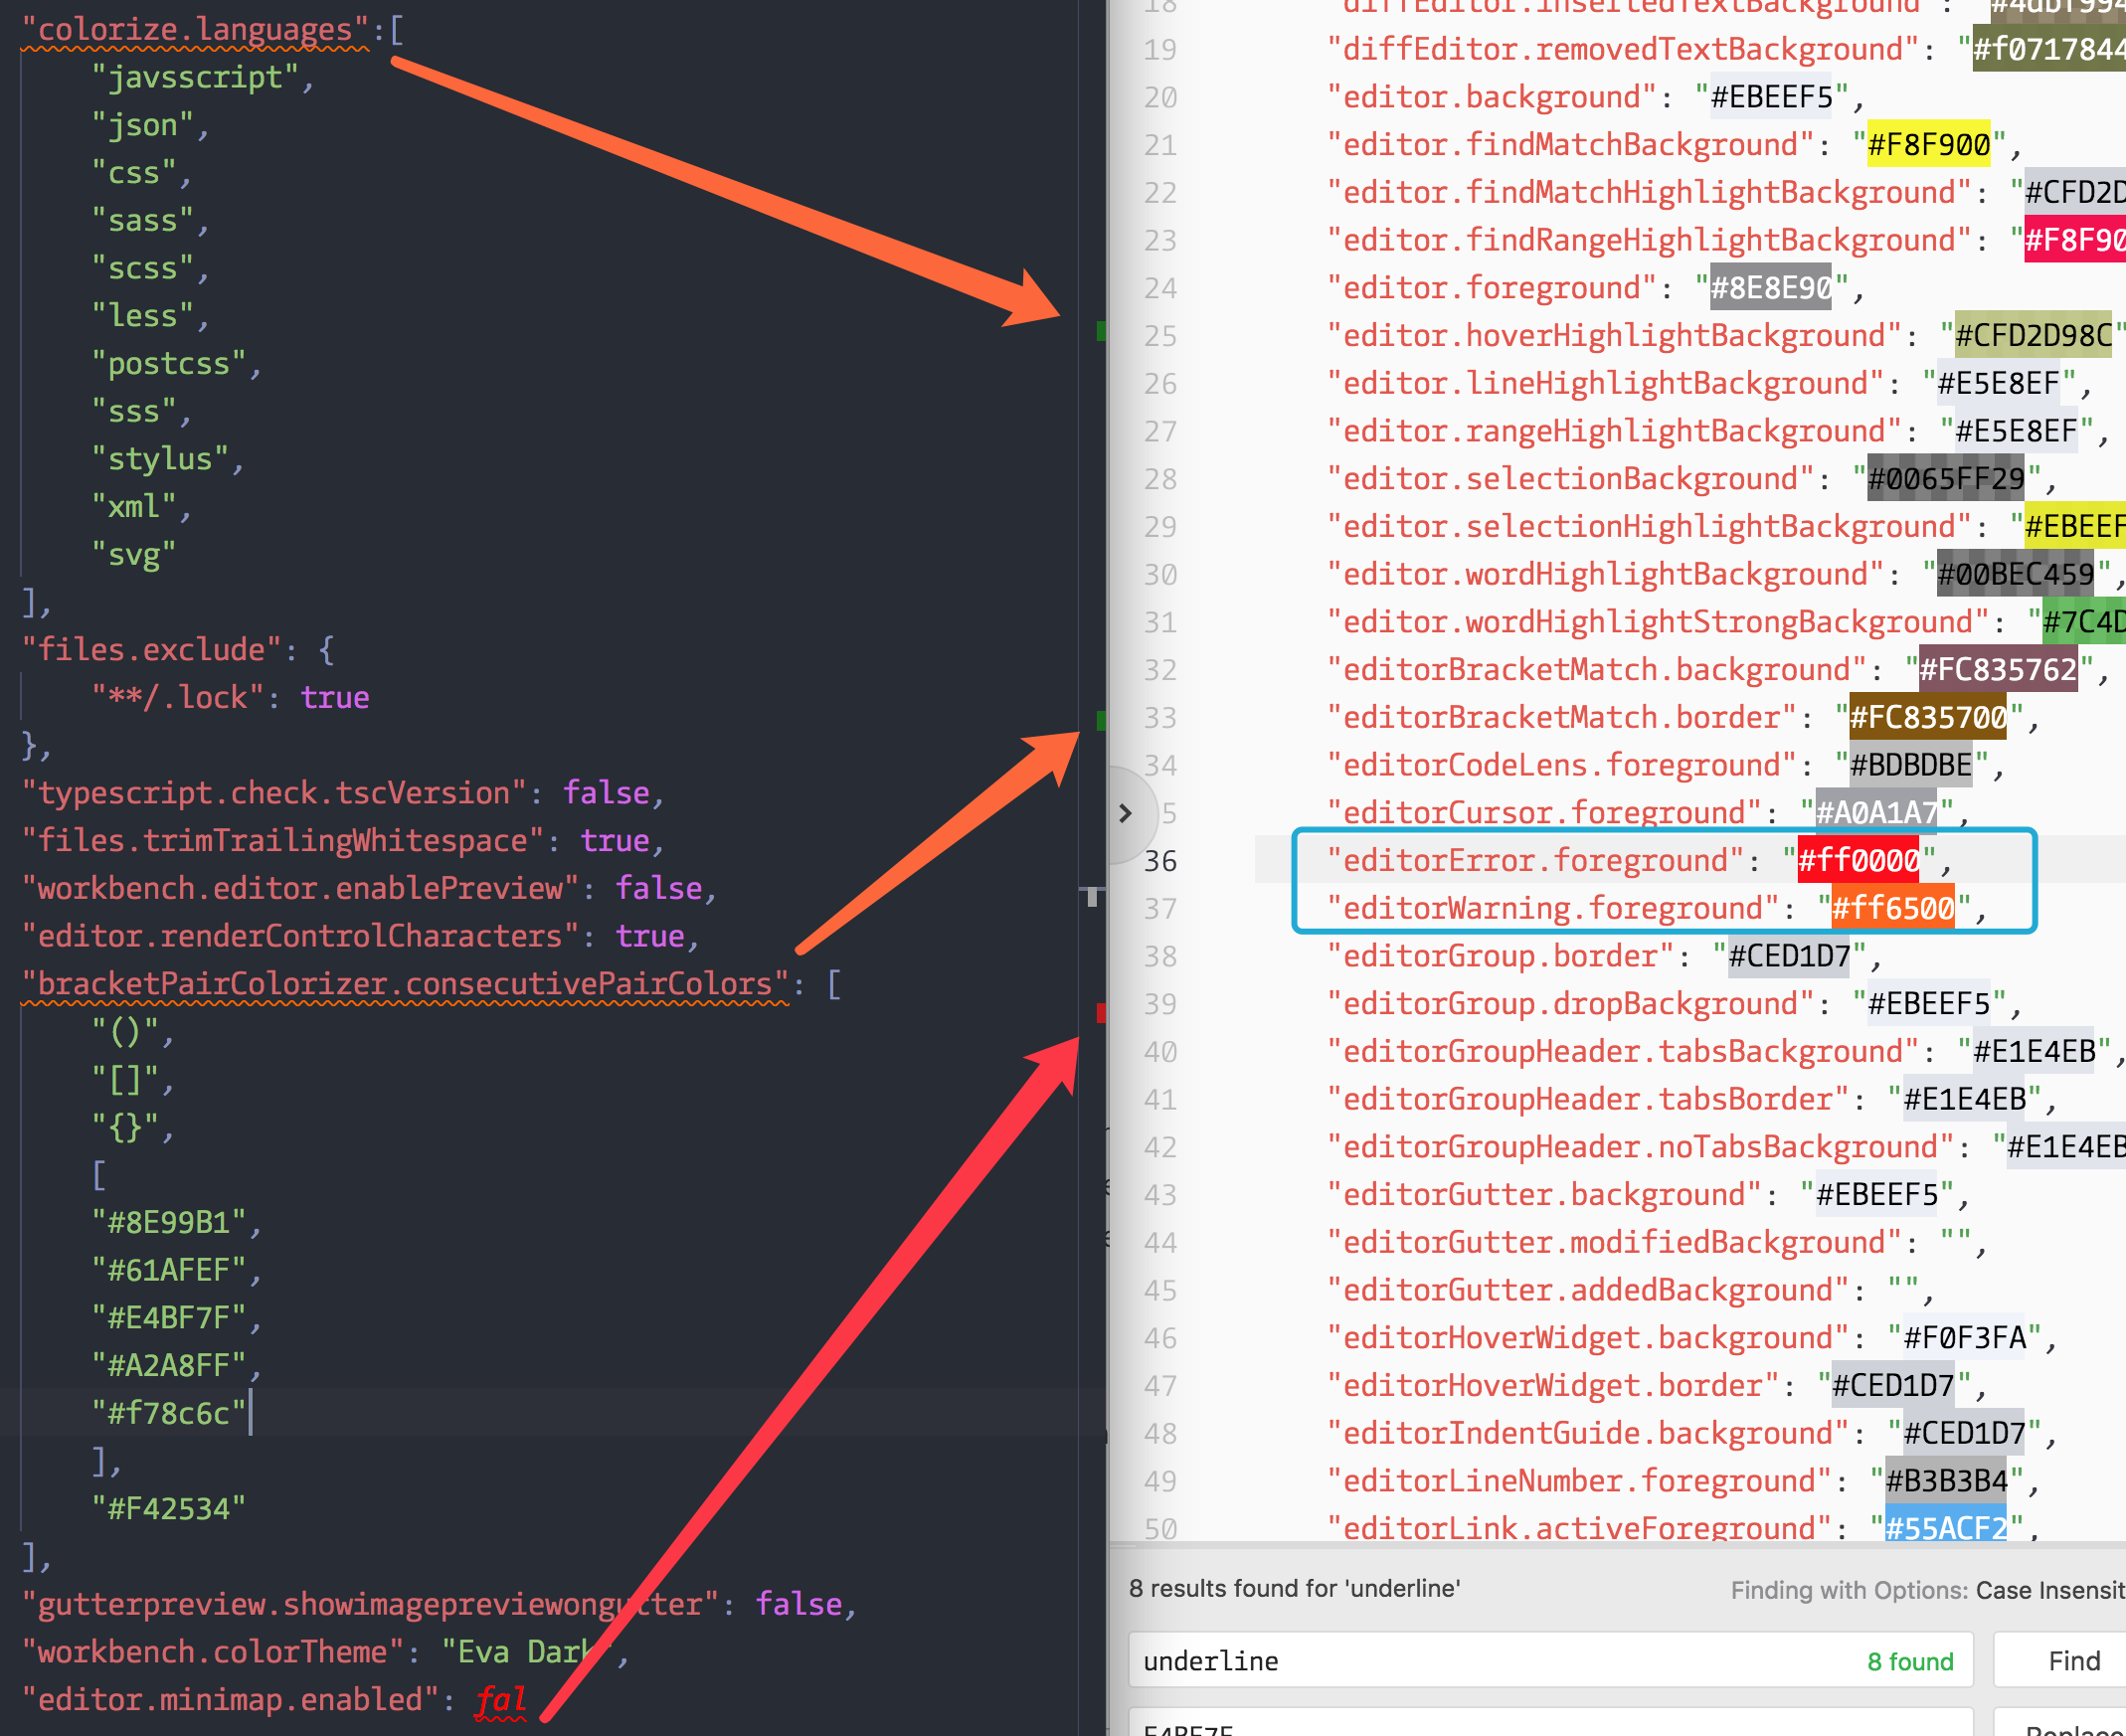 "colorize.languages":[
"javsscript",
"json",
"css",
"sass",
"scss",
"less",
"postcss",
"sss",
"stylus",
"xml",
"svg"
],
"files.exclude": {
"**/.lock": true
},
"typescript.check.tscVersion": false,
"files.trimTrailingWhitespace": true,
"workbench.editor.enablePreview": false,
"editor.renderControlCharacters": true,
"bracketPairColorizer.consecutivePairColors": [
"()",
"[]",
"{}",
[
"#8E99B1",
"#61AFEF",
"#E4BF7F",
"#A2A8FF",
"#f78c6c"
],
"#F42534"
],
"gutterpreview.showimagepreviewongutter": false,
"workbench.colorTheme": "Eva Dark",
"editor.minimap.enabled": fal
18 "diffEditor.insertedTextBackground": "#4dbf994
19 "diffEditor.removedTextBackground": "#f0717844
20 "editor.background": "#EBEEF5",
21 "editor.findMatchBackground": "#F8F900",
22 "editor.findMatchHighlightBackground": "#CFD2D
23 "editor.findRangeHighlightBackground": "#F8F90
24 "editor.foreground": "#8E8E90",
25 "editor.hoverHighlightBackground": "#CFD2D98C"
26 "editor.lineHighlightBackground": "#E5E8EF",
27 "editor.rangeHighlightBackground": "#E5E8EF",
28 "editor.selectionBackground": "#0065FF29",
29 "editor.selectionHighlightBackground": "#EBEEF
30 "editor.wordHighlightBackground": "#00BEC459",
31 "editor.wordHighlightStrongBackground": "#7C4D
32 "editorBracketMatch.background": "#FC835762",
33 "editorBracketMatch.border": "#FC835700",
34 "editorCodeLens.foreground": "#BDBDBE",
5 "editorCursor.foreground": "#A0A1A7",
36 "editorError.foreground": "#ff0000",
37 "editorWarning.foreground": "#ff6500",
38 "editorGroup.border": "#CED1D7",
39 "editorGroup.dropBackground": "#EBEEF5",
40 "editorGroupHeader.tabsBackground": "#E1E4EB",
41 "editorGroupHeader.tabsBorder": "#E1E4EB",
42 "editorGroupHeader.noTabsBackground": "#E1E4EB
43 "editorGutter.background": "#EBEEF5",
44 "editorGutter.modifiedBackground": "",
45 "editorGutter.addedBackground": "",
46 "editorHoverWidget.background": "#F0F3FA",
47 "editorHoverWidget.border": "#CED1D7",
48 "editorIndentGuide.background": "#CED1D7",
49 "editorLineNumber.foreground": "#B3B3B4",
50 "editorLink.activeForeground": "#55ACF2",
8 results found for 'underline'
Finding with Options: Case Insensit
underline
8 found
Find
E4BF7F
Replace